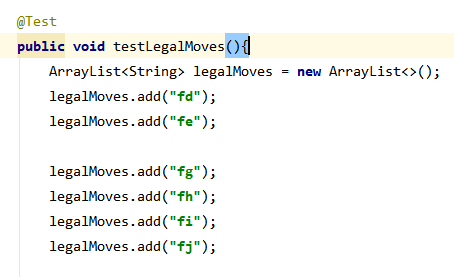 @Test
public void testLegalMoves(){
ArrayList<String> legalMoves = new ArrayList<>();
legalMoves.add("fd");
legalMoves.add("fe");
legalMoves.add("fg");
legalMoves.add("fh");
legalMoves.add("fi");
legalMoves.add("fj");